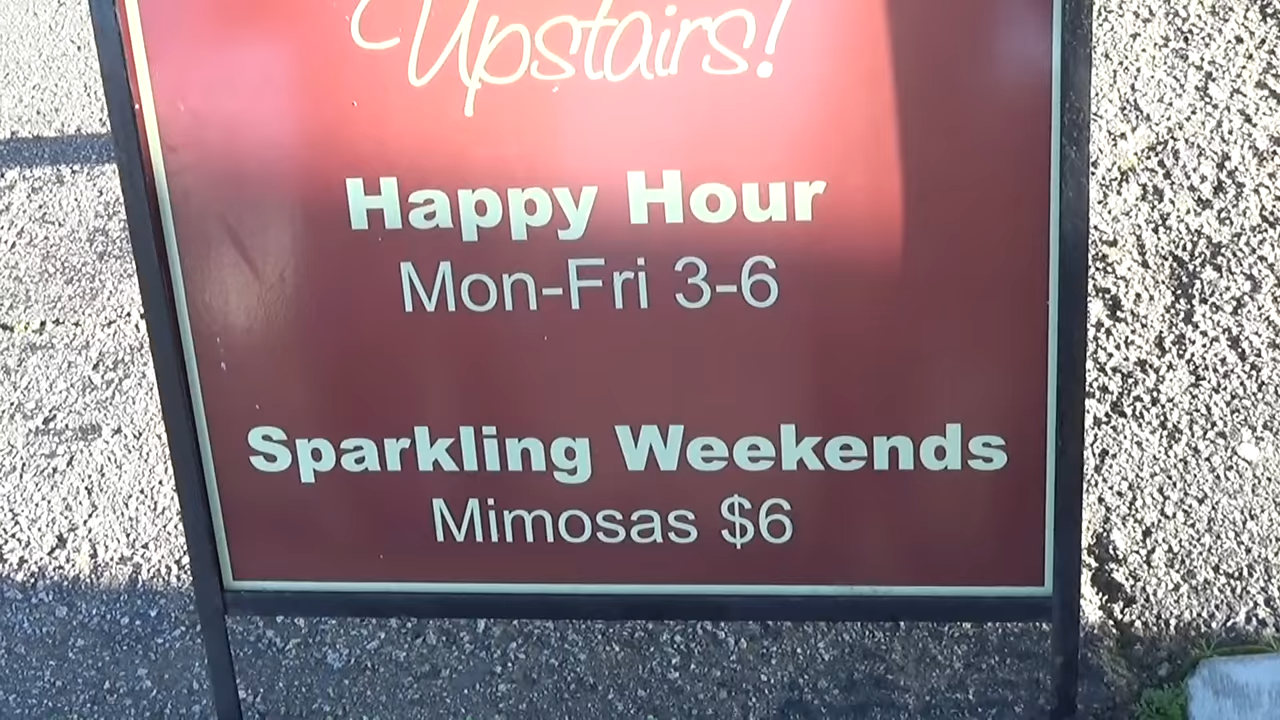 Upstairs!
Happy Hour
Mon-Fri 3-6
Sparkling Weekends
Mimosas $6